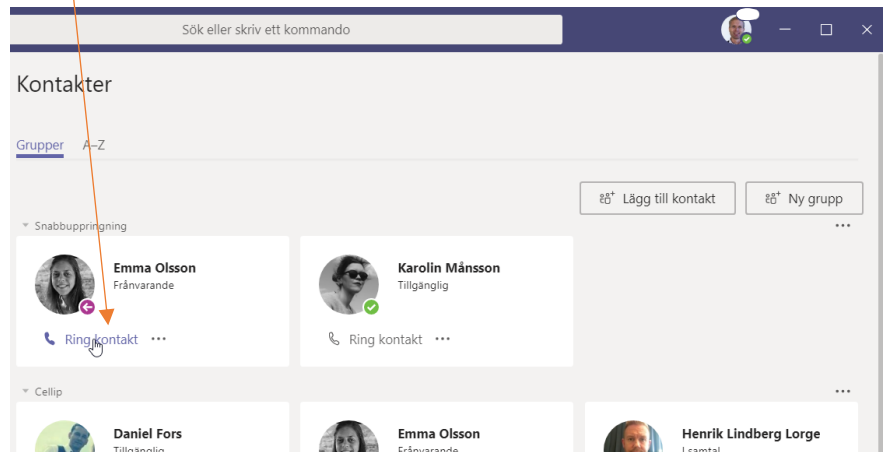 Sök eller skriv ett kommando
Kontakter
Grupper A–Z
Lägg till kontakt Ny grupp
Snabbuppringning
Emma Olsson
Frånvarande
Ring kontakt
Karolin Månsson
Tillgänglig
Ring kontakt
Cellip
Daniel Fors
Tillgänglig
Emma Olsson
Frånvarande
Henrik Lindberg Lorge
I samtal